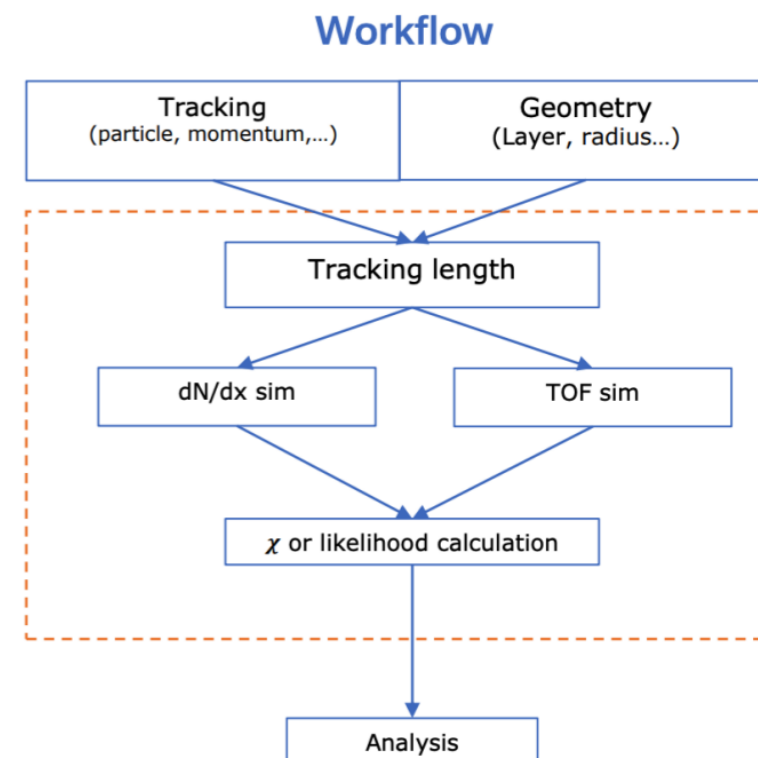 Workflow
Tracking
(particle, momentum,...)
Geometry
(Layer, radius...)
Tracking length
dN/dx sim
TOF sim
χ or likelihood calculation
Analysis